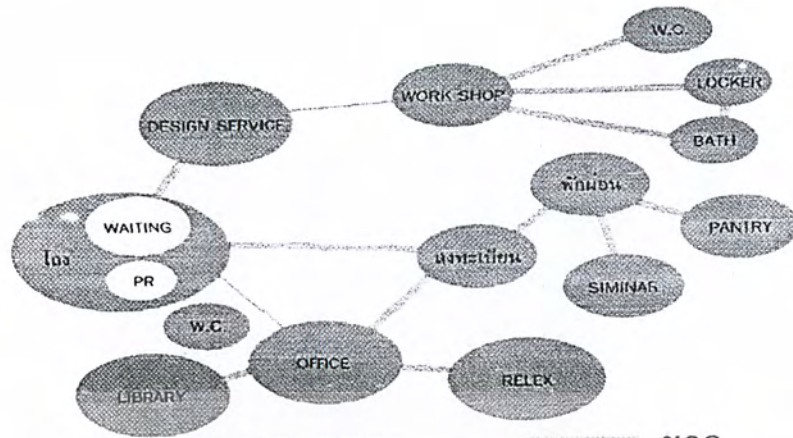 W.C.
WORK SHOP
LOCKER
DESIGN SERVICE
BATH
พักผ่อน
WAITING
PANTRY
โถง
ลงทะเบียน
PR
SIMINAR
W.C.
OFFICE
RELEX
LIBRARY